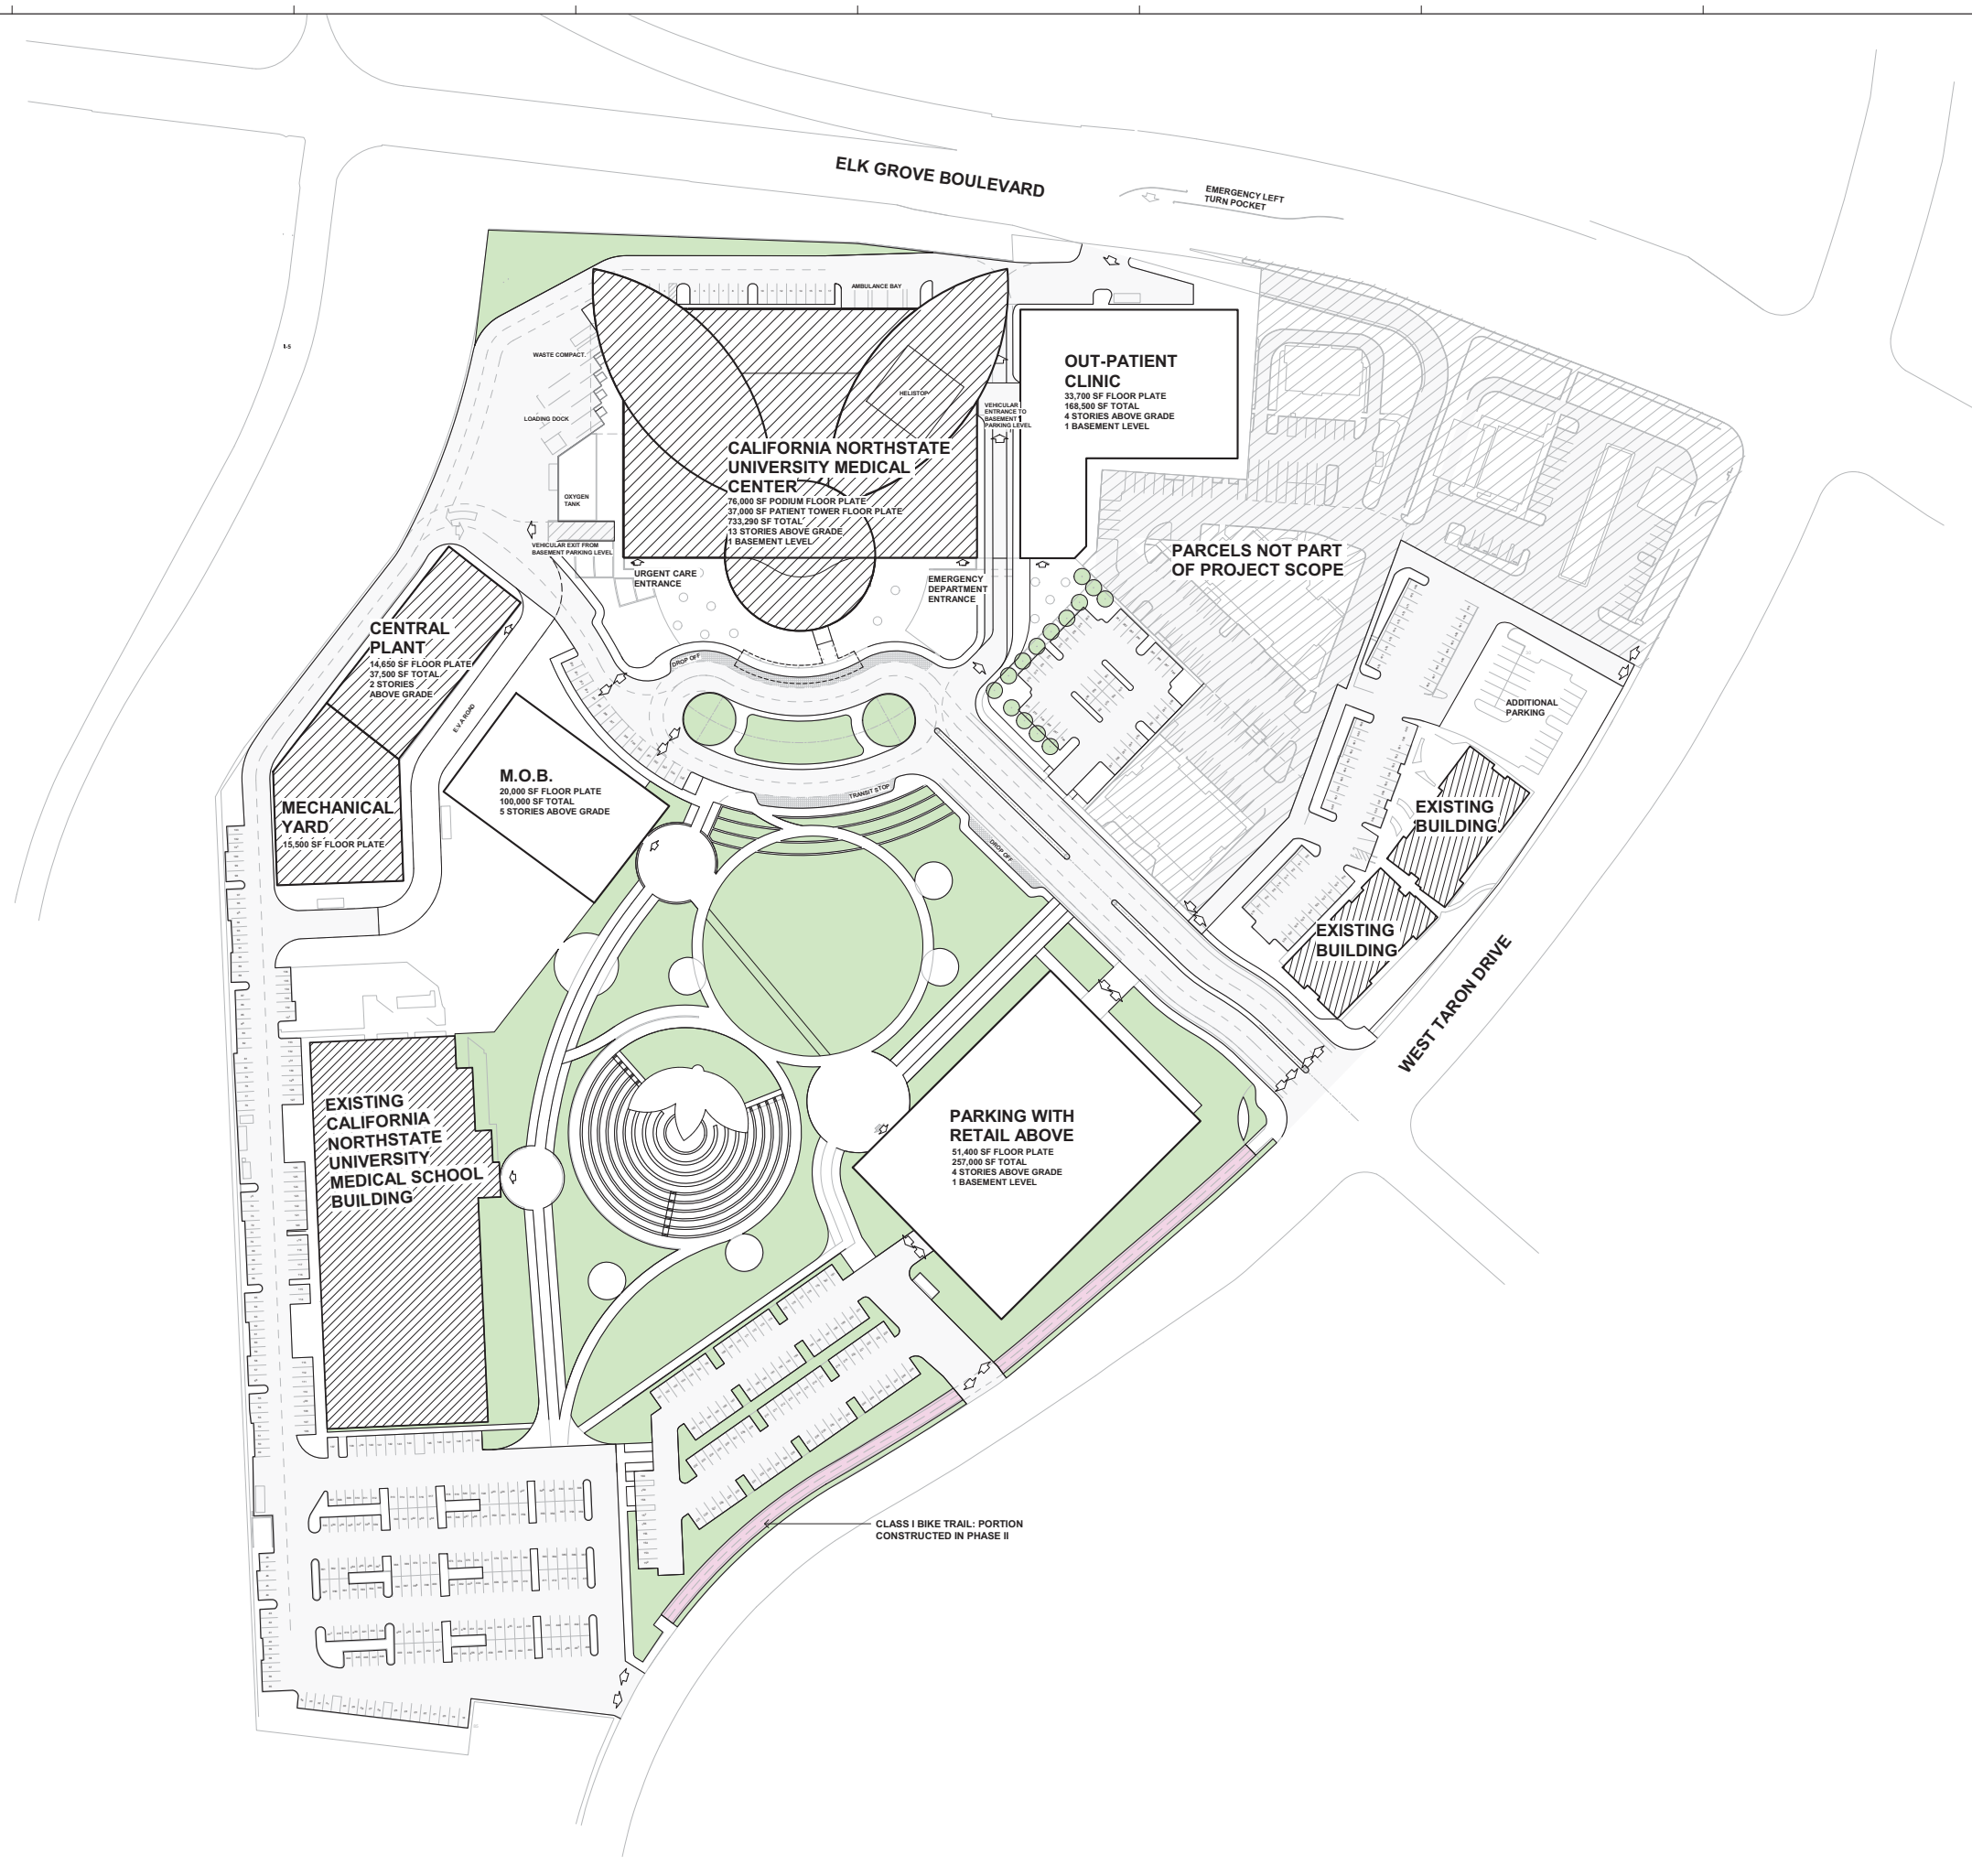 ELK GROVE BOULEVARD
EMERGENCY LEFT
TURN POCKET
I-5
AMBULANCE BAY
WASTE COMPACT.
LOADING DOCK
HELISTOP
OXYGEN
TANK
VEHICULAR EXIT FROM
BASEMENT PARKING LEVEL
VEHICULAR
ENTRANCE TO
BASEMENT
PARKING LEVEL
CALIFORNIA NORTHSTATE
UNIVERSITY MEDICAL
CENTER
76,000 SF PODIUM FLOOR PLATE
37,000 SF PATIENT TOWER FLOOR PLATE
733,290 SF TOTAL
13 STORIES ABOVE GRADE
1 BASEMENT LEVEL
OUT-PATIENT
CLINIC
33,700 SF FLOOR PLATE
168,500 SF TOTAL
4 STORIES ABOVE GRADE
1 BASEMENT LEVEL
PARCELS NOT PART
OF PROJECT SCOPE
URGENT CARE
ENTRANCE
EMERGENCY
DEPARTMENT
ENTRANCE
CENTRAL
PLANT
14,650 SF FLOOR PLATE
37,500 SF TOTAL
2 STORIES
ABOVE GRADE
E.V.A ROAD
DROP OFF
ADDITIONAL
PARKING
M.O.B.
20,000 SF FLOOR PLATE
100,000 SF TOTAL
5 STORIES ABOVE GRADE
MECHANICAL
YARD
15,500 SF FLOOR PLATE
TRANSIT STOP
DROP OFF
EXISTING
BUILDING
EXISTING
BUILDING
WEST TARON DRIVE
EXISTING
CALIFORNIA
NORTHSTATE
UNIVERSITY
MEDICAL SCHOOL
BUILDING
PARKING WITH
RETAIL ABOVE
51,400 SF FLOOR PLATE
257,000 SF TOTAL
4 STORIES ABOVE GRADE
1 BASEMENT LEVEL
CLASS I BIKE TRAIL: PORTION
CONSTRUCTED IN PHASE II